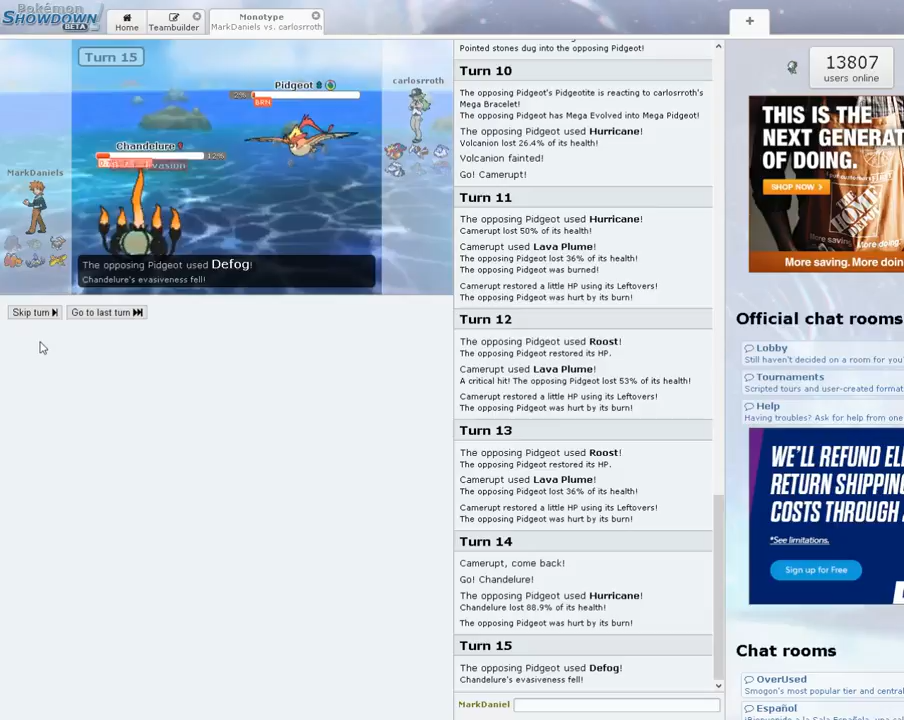 Pokémon
SHOWDOWN
BETA
Home
Teambuilder
Monotype
MarkDaniels vs. carlosrroth
+
Turn 15
Pidgeot
BRN
carlosrroth
Chandelure
12%
Evasion
MarkDaniels
The opposing Pidgeot used Defog!
Chandelure's evasiveness fell!
Skip turn
Go to last turn
Pointed stones dug into the opposing Pidgeot!
Turn 10
The opposing Pidgeot's Pidgeotite is reacting to carlosrroth's
Mega Bracelet!
The opposing Pidgeot has Mega Evolved into Mega Pidgeot!
The opposing Pidgeot used Hurricane!
Volcanion lost 26.4% of its health!
Volcanion fainted!
Go! Camerupt!
Turn 11
The opposing Pidgeot used Hurricane!
Camerupt lost 50% of its health!
Camerupt used Lava Plume!
The opposing Pidgeot lost 36% of its health!
The opposing Pidgeot was burned!
Camerupt restored a little HP using its Leftovers!
The opposing Pidgeot was hurt by its burn!
Turn 12
The opposing Pidgeot used Roost!
The opposing Pidgeot restored its HP.
Camerupt used Lava Plume!
A critical hit! The opposing Pidgeot lost 53% of its health!
Camerupt restored a little HP using its Leftovers!
The opposing Pidgeot was hurt by its burn!
Turn 13
The opposing Pidgeot used Roost!
The opposing Pidgeot restored its HP.
Camerupt used Lava Plume!
The opposing Pidgeot lost 36% of its health!
Camerupt restored a little HP using its Leftovers!
The opposing Pidgeot was hurt by its burn!
Turn 14
Camerupt, come back!
Go! Chandelure!
The opposing Pidgeot used Hurricane!
Chandelure lost 88.9% of its health!
The opposing Pidgeot was hurt by its burn!
Turn 15
The opposing Pidgeot used Defog!
Chandelure's evasiveness fell!
MarkDaniel
13807
users online
THIS IS THE
NEXT GENERAT
OF DOING.
SHOP NOW
More saving. More doin
Official chat rooms
Lobby
Still haven't decided on a room for you
Tournaments
Scripted tours and user-created format
Help
Having troubles? Ask for help from one
WE'LL REFUND EL
RETURN SHIPPING
COSTS THROUGH
*See limitations.
Sign up for Free
Chat rooms
OverUsed
Smogon's most popular tier and central
Español
¡Bienvenido a la Sala Española, una sal